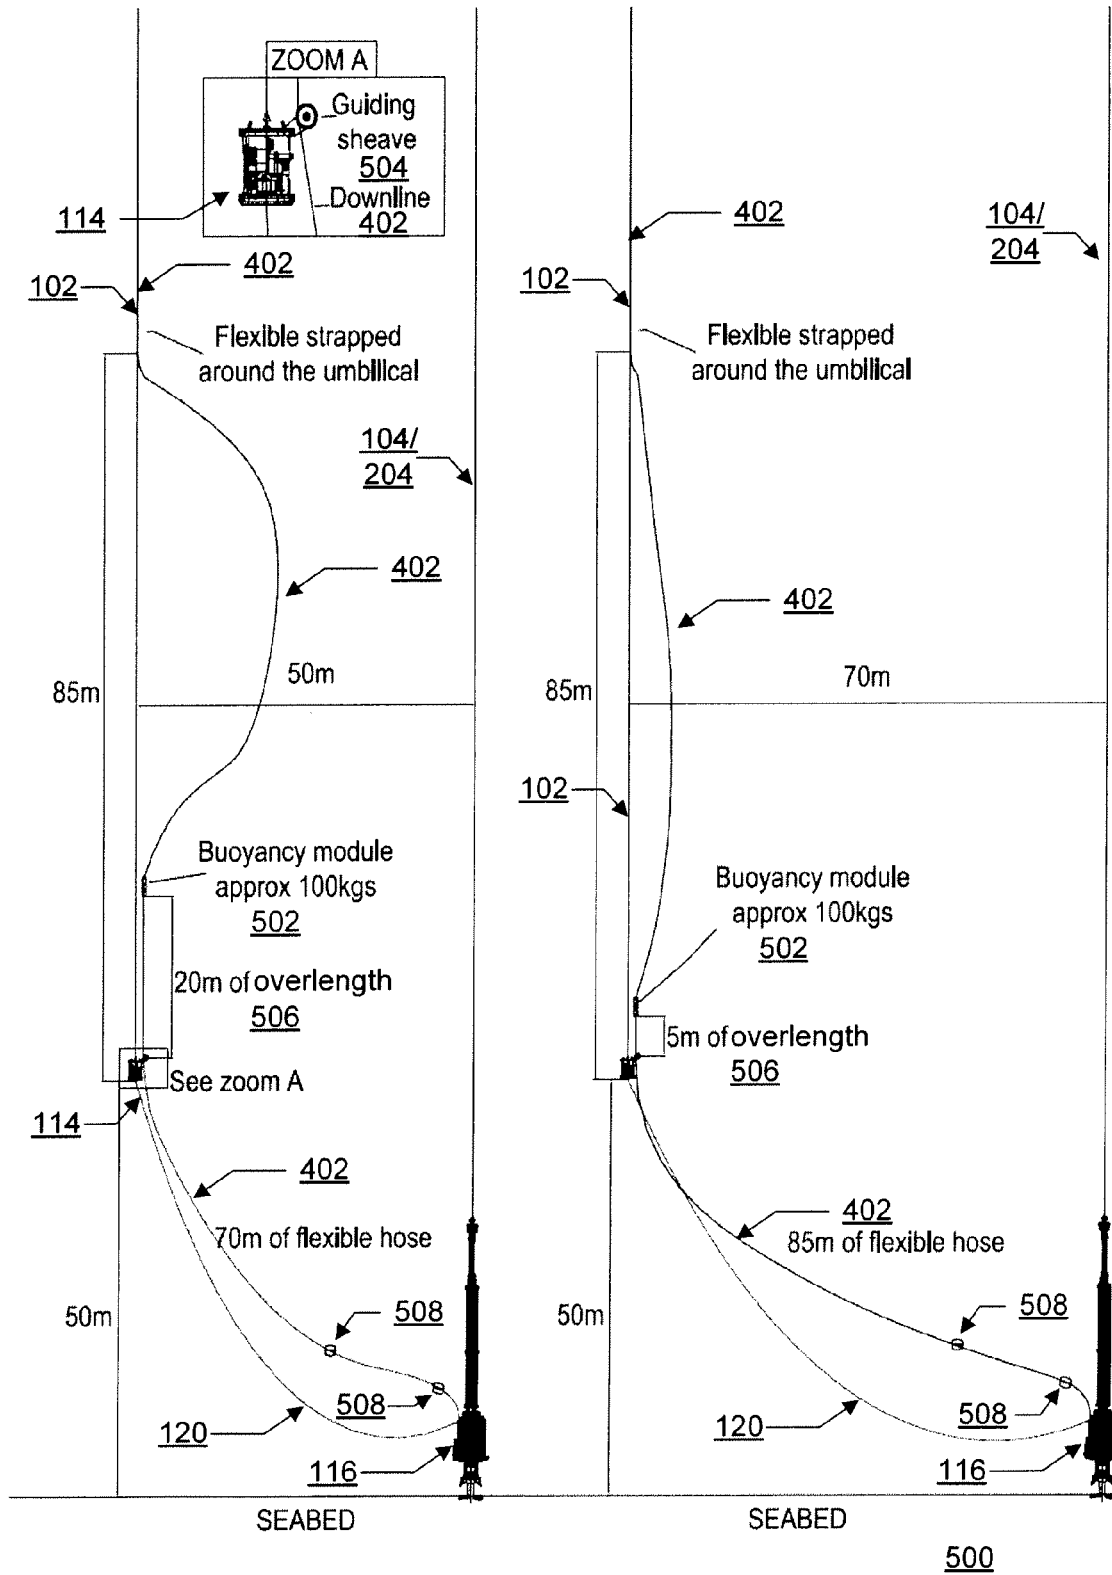 ZOOM A
Guiding
sheave
504
Downline
402
114
402
102
Flexible strapped
around the umbilical
104/
204
402
50m
85m
Buoyancy module
approx 100kgs
502
20m of overlength
506
See zoom A
114
402
70m of flexible hose
50m
508
508
120
116
SEABED
402
104/
204
102
Flexible strapped
around the umbilical
402
70m
85m
102
Buoyancy module
approx 100kgs
502
5m of overlength
506
402
85m of flexible hose
50m
508
508
120
116
SEABED
500